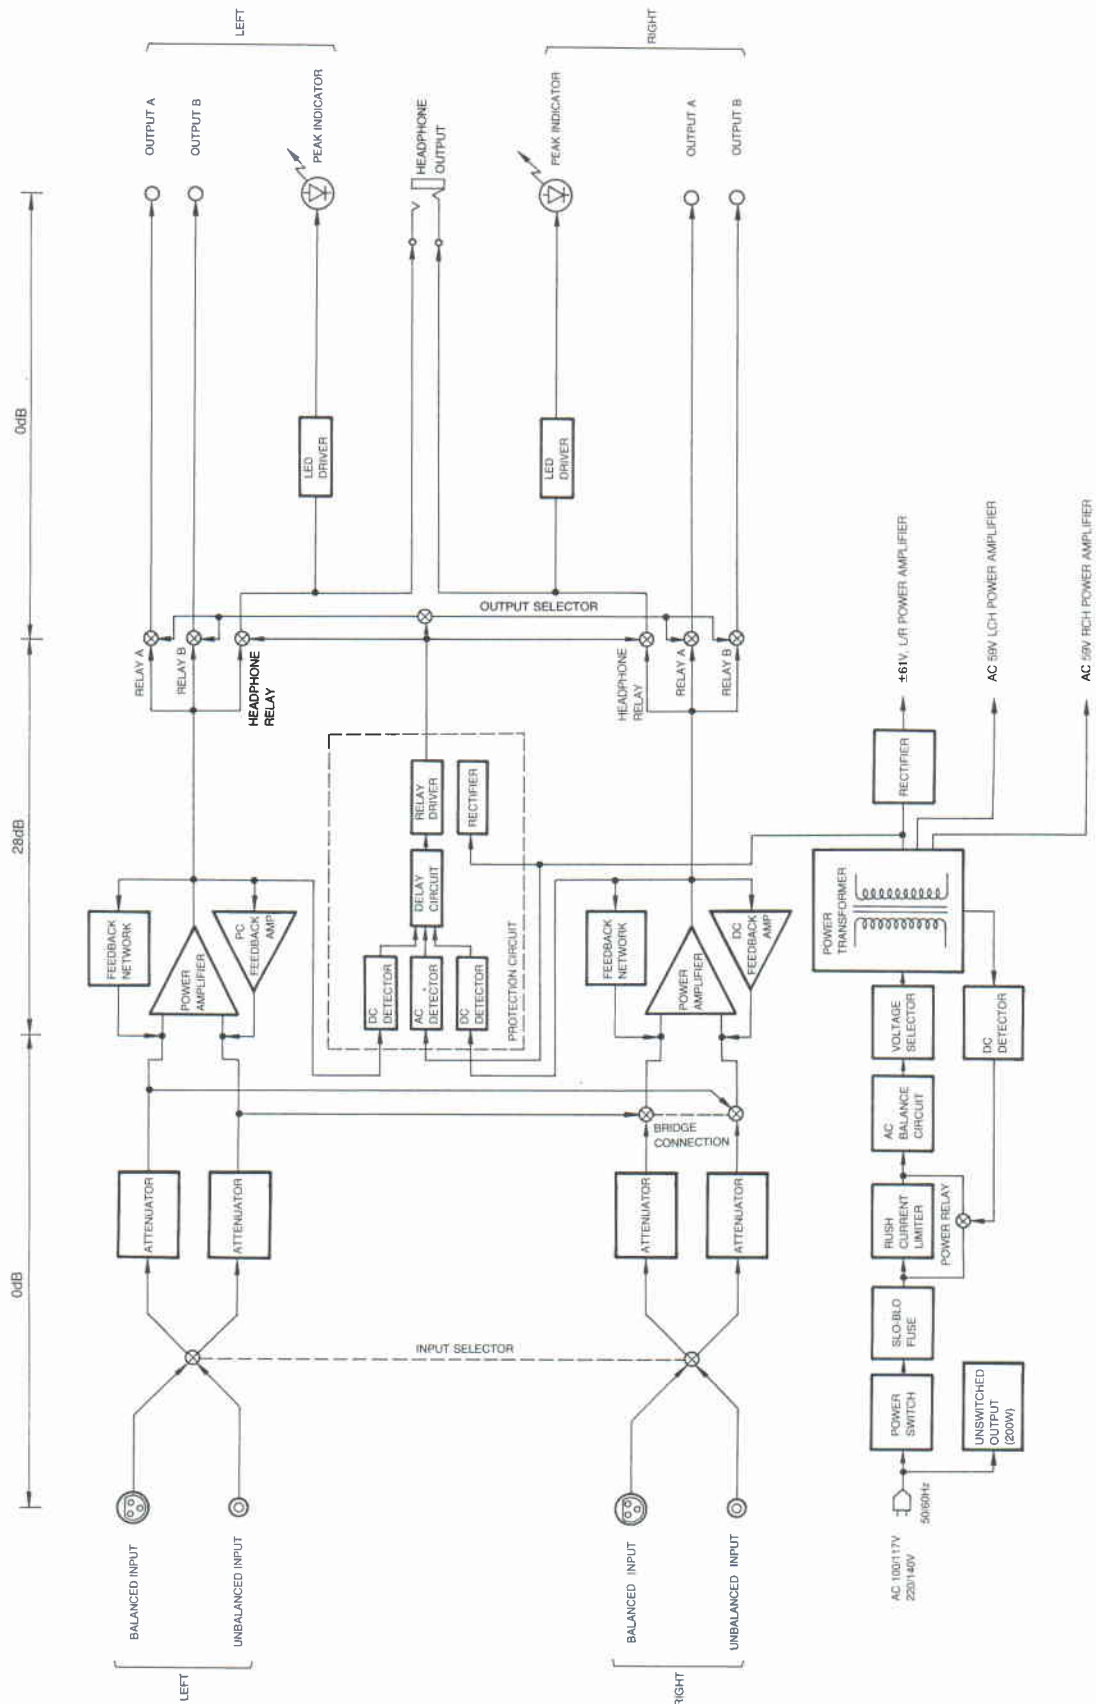 0dB
28dB
0dB
LEFT
BALANCED INPUT
UNBALANCED INPUT
ATTENUATOR
ATTENUATOR
FEEDBACK
NETWORK
POWER
AMPLIFIER
PC
FEEDBACK
AMP
RELAY A
RELAY B
HEADPHONE
RELAY
LED
DRIVER
OUTPUT A
OUTPUT B
PEAK INDICATOR
LEFT
INPUT SELECTOR
DC
DETECTOR
AC
DETECTOR
DC
DETECTOR
DELAY
CIRCUIT
RELAY
DRIVER
RECTIFIER
PROTECTION CIRCUIT
OUTPUT SELECTOR
HEADPHONE
OUTPUT
RIGHT
BALANCED INPUT
UNBALANCED INPUT
ATTENUATOR
ATTENUATOR
BRIDGE
CONNECTION
FEEDBACK
NETWORK
POWER
AMPLIFIER
DC
FEEDBACK
AMP
HEADPHONE
RELAY
RELAY A
RELAY B
LED
DRIVER
PEAK INDICATOR
OUTPUT A
OUTPUT B
RIGHT
AC 100/117V
220/140V
50/60Hz
POWER
SWITCH
UNSWITCHED
OUTPUT
(200W)
SLO-BLO
FUSE
RUSH
CURRENT
LIMITER
POWER RELAY
AC
BALANCE
CIRCUIT
VOLTAGE
SELECTOR
DC
DETECTOR
POWER
TRANSFORMER
RECTIFIER
±61V, L/R POWER AMPLIFIER
AC 59V LCH POWER AMPLIFIER
AC 59V RCH POWER AMPLIFIER